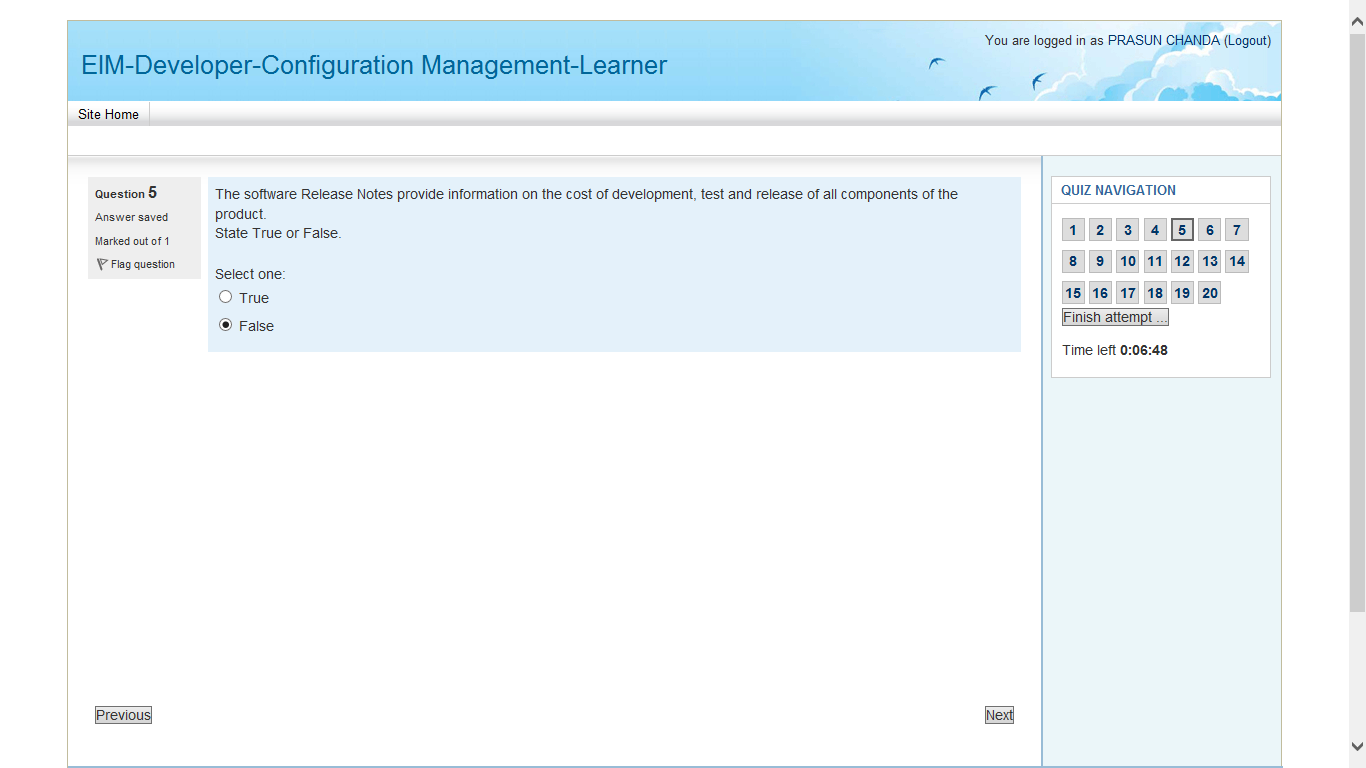 You are logged in as PRASUN CHANDA (Logout)
EIM-Developer-Configuration Management-Learner
Site Home
Question 5
Answer saved
Marked out of 1
Flag question
The software Release Notes provide information on the cost of development, test and release of all components of the
product.
State True or False.
Select one:
True
False
QUIZ NAVIGATION
1 2 3 4 5 6 7
8 9 10 11 12 13 14
15 16 17 18 19 20
Finish attempt ...
Time left 0:06:48
Previous
Next